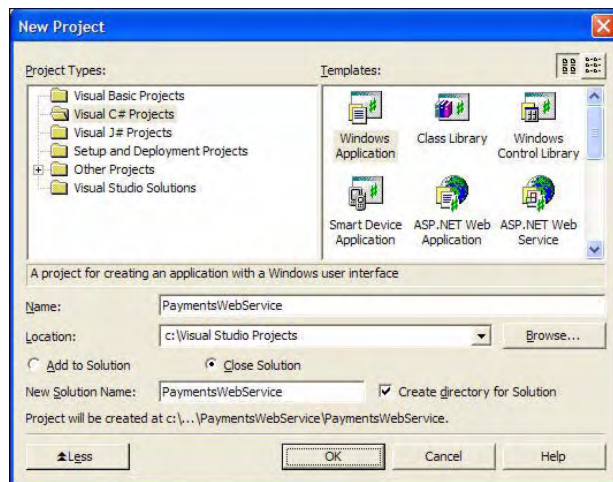 New Project
Project Types:
Templates:
Visual Basic Projects
Visual C# Projects
Visual J# Projects
Setup and Deployment Projects
Other Projects
Visual Studio Solutions
Windows Application
Class Library
Windows Control Library
Smart Device Application
ASP.NET Web Application
ASP.NET Web Service
A project for creating an application with a Windows user interface
Name:
PaymentsWebService
Location:
c:\Visual Studio Projects
Browse...
Add to Solution
Close Solution
New Solution Name:
PaymentsWebService
Create directory for Solution
Project will be created at c:\...\PaymentsWebService\PaymentsWebService.
Less
OK
Cancel
Help